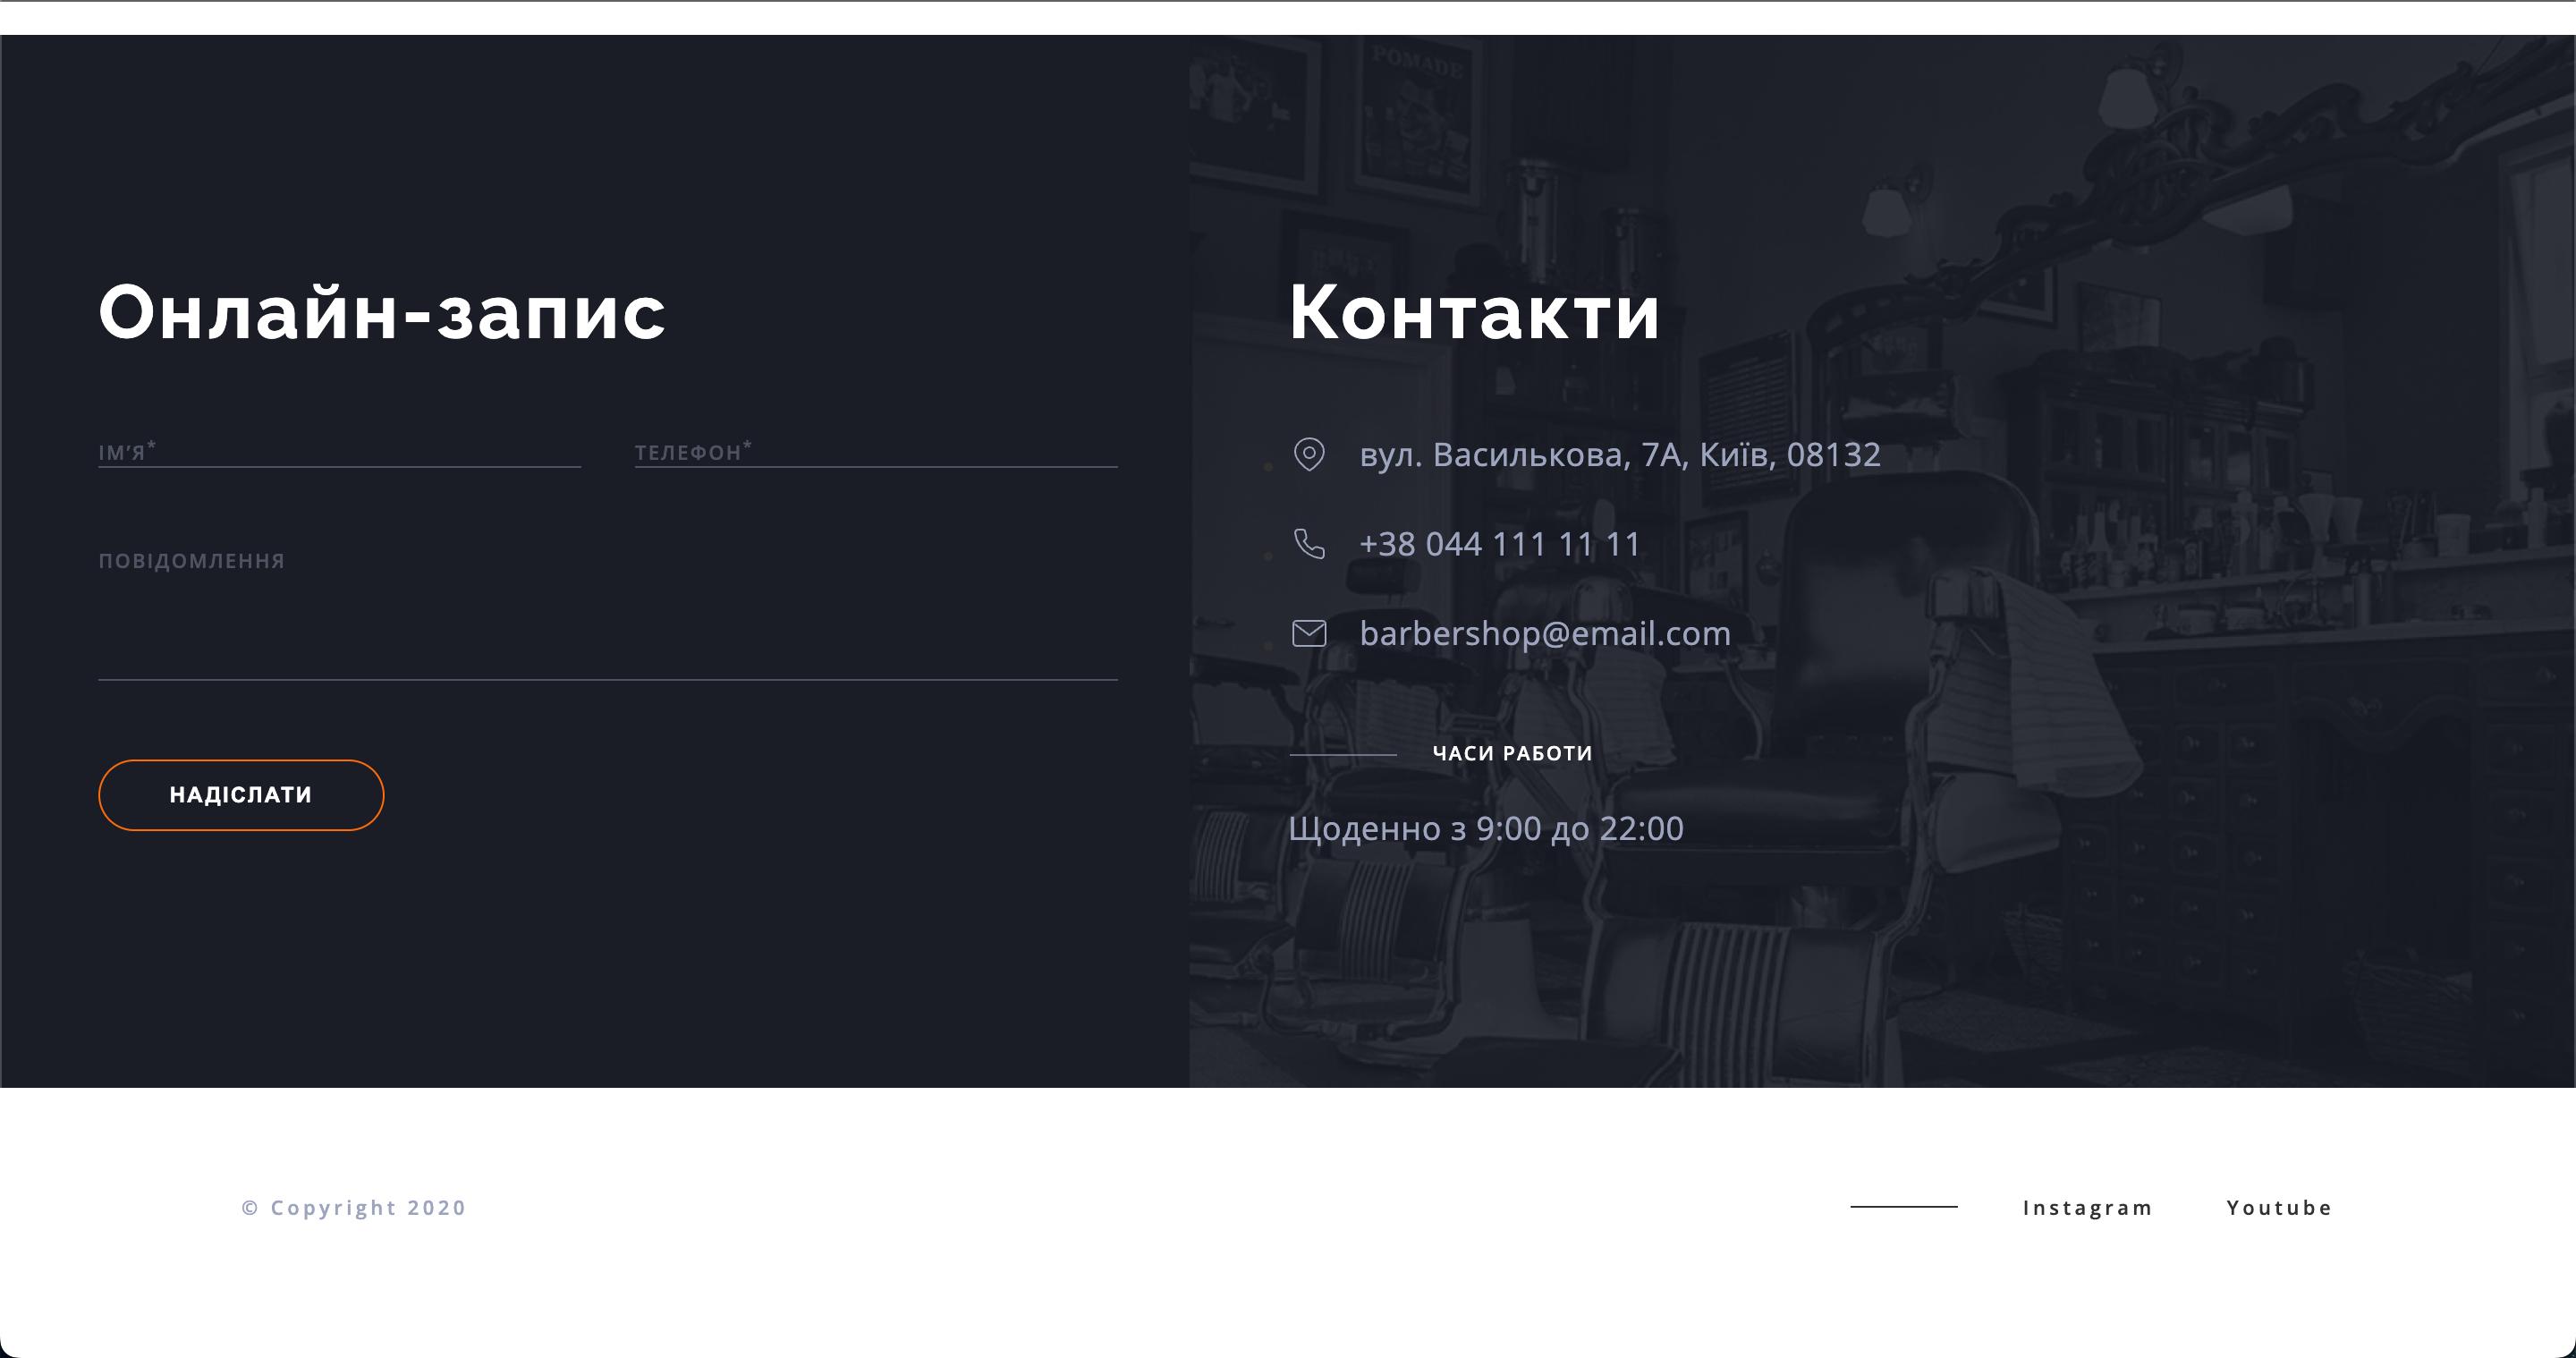 POMADE
Онлайн-запис
ІМ’Я*
ТЕЛЕФОН*
ПОВІДОМЛЕННЯ
НАДІСЛАТИ
Контакти
вул. Василькова, 7А, Київ, 08132
+38 044 111 11 11
barbershop@email.com
ЧАСИ РАБОТИ
Щоденно з 9:00 до 22:00
© Copyright 2020
Instagram
Youtube